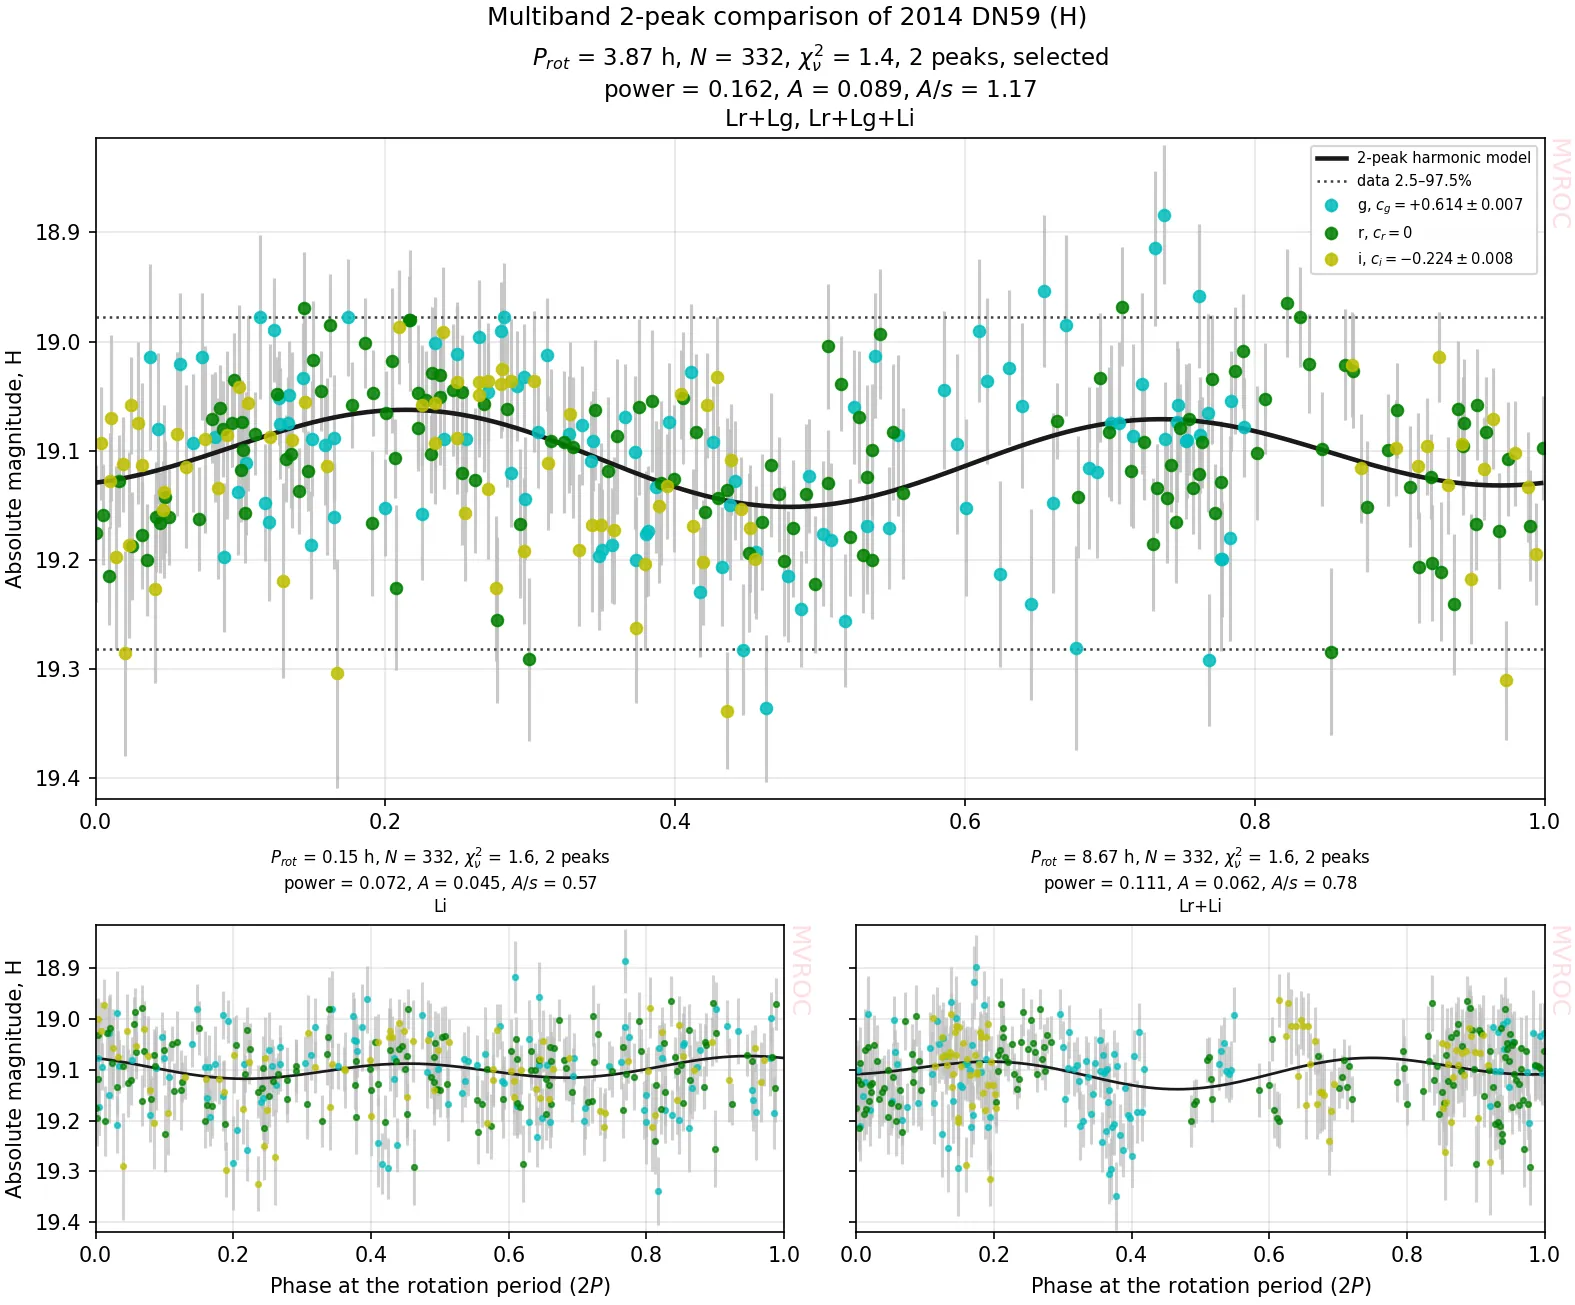 Multiband 2-peak comparison of 2014 DN59 (H)
P_rot = 3.87 h, N = 332, χ²_ν = 1.4, 2 peaks, selected
power = 0.162, A = 0.089, A/s = 1.17
Lr+Lg, Lr+Lg+Li
2-peak harmonic model
data 2.5–97.5%
g, c_g = +0.614 ± 0.007
r, c_r = 0
i, c_i = −0.224 ± 0.008
MVROC
Absolute magnitude, H
18.9
19.0
19.1
19.2
19.3
19.4
0.0 0.2 0.4 0.6 0.8 1.0
P_rot = 0.15 h, N = 332, χ²_ν = 1.6, 2 peaks
power = 0.072, A = 0.045, A/s = 0.57
Li
MVROC
Absolute magnitude, H
18.9
19.0
19.1
19.2
19.3
19.4
0.0 0.2 0.4 0.6 0.8 1.0
Phase at the rotation period (2P)
P_rot = 8.67 h, N = 332, χ²_ν = 1.6, 2 peaks
power = 0.111, A = 0.062, A/s = 0.78
Lr+Li
MVROC
0.0 0.2 0.4 0.6 0.8 1.0
Phase at the rotation period (2P)